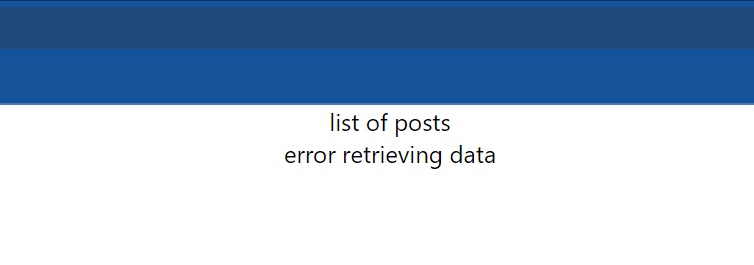 list of posts
error retrieving data